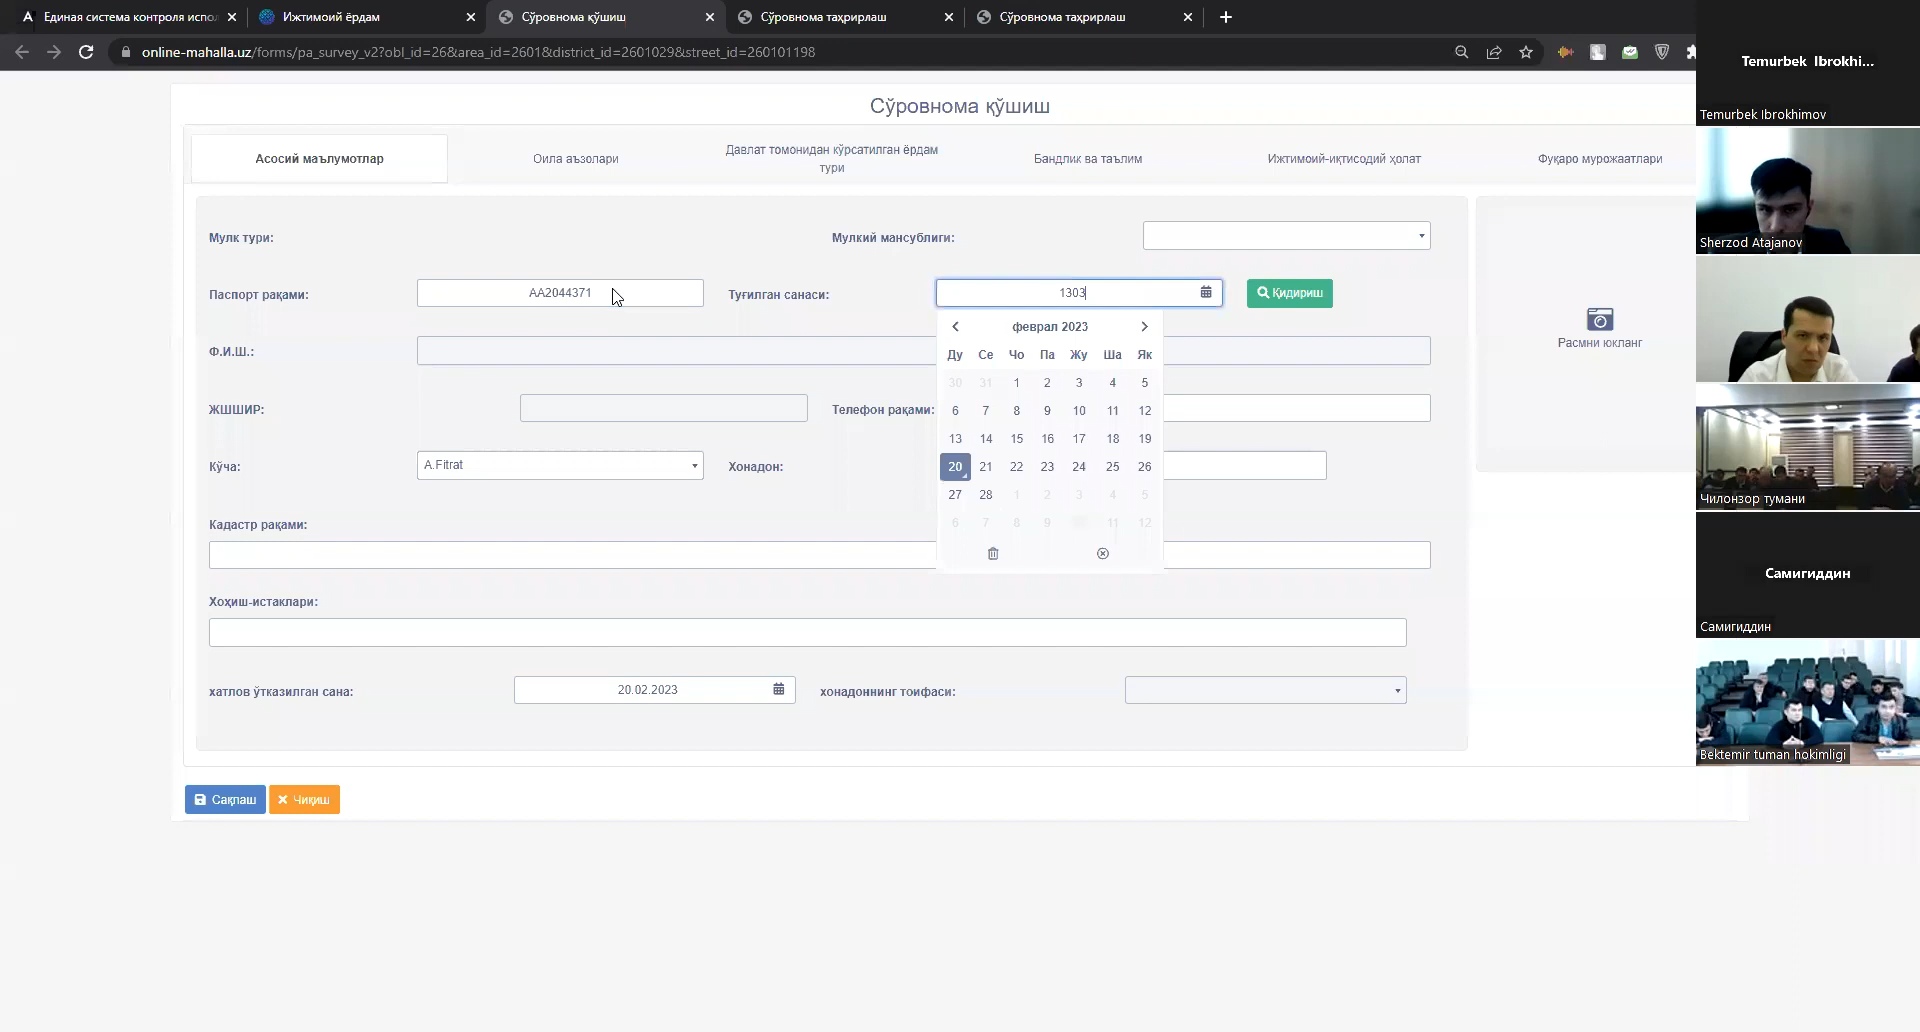 Единая система контроля испол
Ижтимоий ёрдам
Сўровнома қўшиш
Сўровнома таҳрирлаш
Сўровнома таҳрирлаш
online-mahalla.uz/forms/pa_survey_v2?obl_id=26&area_id=2601&district_id=2601029&street_id=260101198
Сўровнома қўшиш
Асосий маълумотлар
Оила аъзолари
Давлат томонидан кўрсатилган ёрдам
тури
Бандлик ва таълим
Ижтимоий-иқтисодий ҳолат
Фуқаро мурожаатлари
Мулк тури:
Мулкий мансублиги:
Паспорт рақами:
AA2044371
Туғилган санаси:
1303
Қидириш
Ф.И.Ш.:
ЖШШИР:
Телефон рақами:
Кўча:
A.Fitrat
Хонадон:
Кадастр рақами:
Хоҳиш-истаклари:
хатлов ўтказилган сана:
20.02.2023
хонадоннинг тоифаси:
феврал 2023
Ду Се Чо Па Жу Ша Як
30 31 1 2 3 4 5
6 7 8 9 10 11 12
13 14 15 16 17 18 19
20 21 22 23 24 25 26
27 28 1 2 3 4 5
6 7 8 9 11 12
Расмни юкланг
Сақлаш
Чиқиш
Temurbek Ibrokhi...
Temurbek Ibrokhimov
Sherzod Atajanov
Чилонзор тумани
Самигиддин
Самигиддин
Bektemir tuman hokimligi